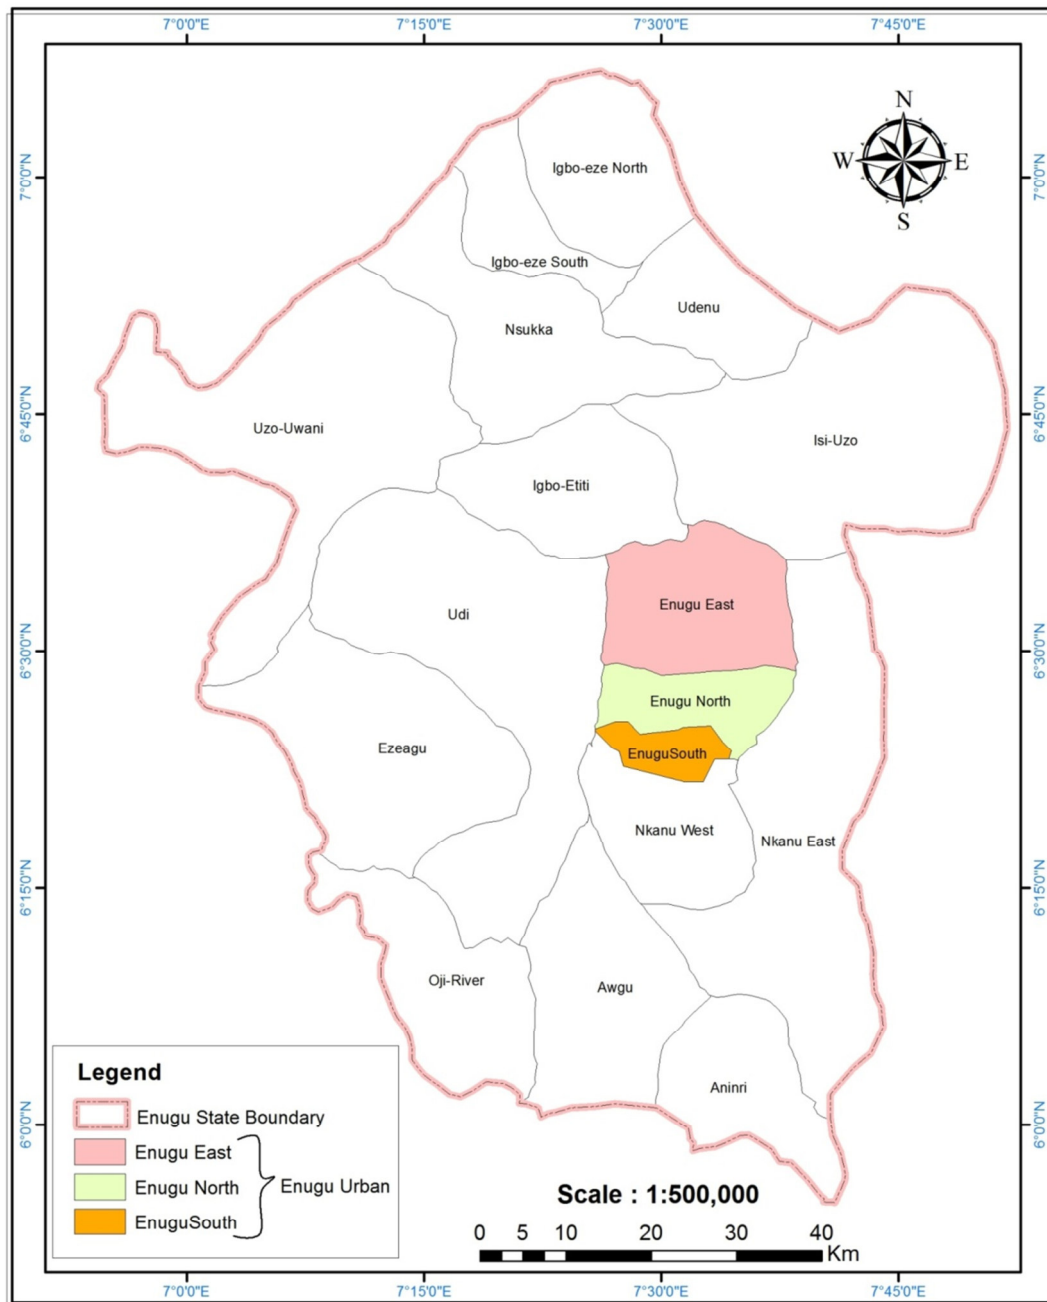 7°0'0"E 7°15'0"E 7°30'0"E 7°45'0"E
N
W E
S
7°0'0"N 7°0'0"N
Igbo-eze North
Igbo-eze South
Udenu
Nsukka
6°45'0"N 6°45'0"N
Uzo-Uwani
Isi-Uzo
Igbo-Etiti
Enugu East
Udi
6°30'0"N 6°30'0"N
Enugu North
Ezeagu
EnuguSouth
Nkanu West
Nkanu East
6°15'0"N 6°15'0"N
Oji-River
Awgu
Aninri
6°0'0"N 6°0'0"N
Legend
Enugu State Boundary
Enugu East
Enugu North
Enugu Urban
EnuguSouth
Scale : 1:500,000
0 5 10 20 30 40
Km
7°0'0"E 7°15'0"E 7°30'0"E 7°45'0"E